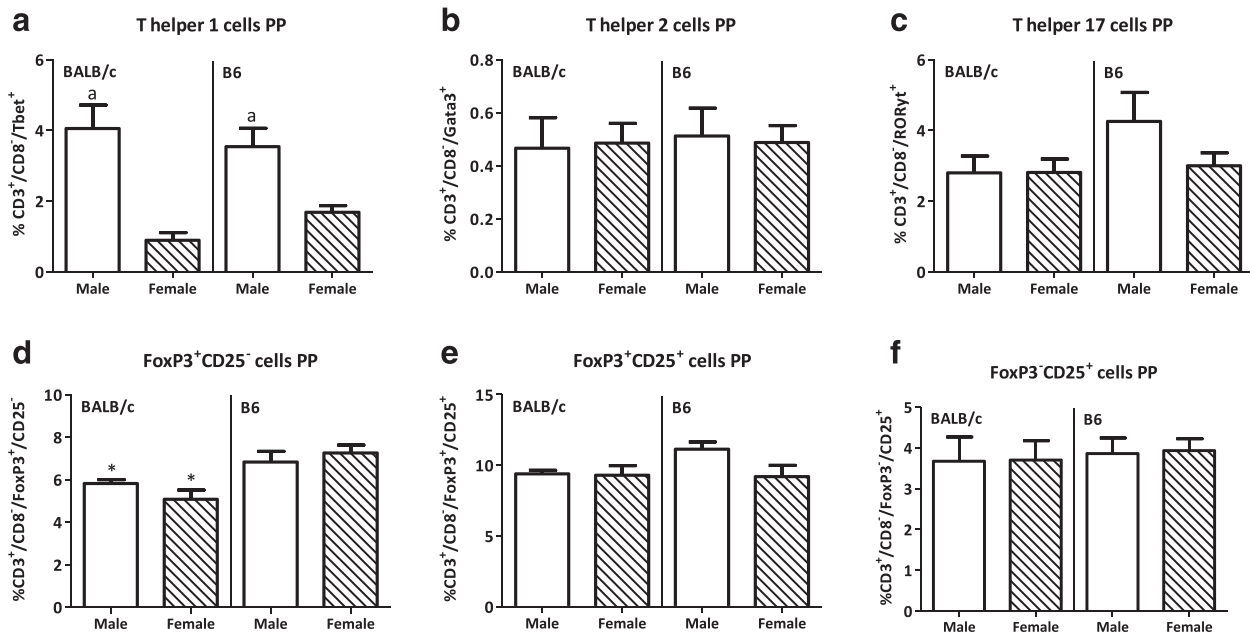 a
T helper 1 cells PP
% CD3⁺/CD8⁻/Tbet⁺
6
4
2
0
BALB/c
B6
a
a
Male
Female
Male
Female
b
T helper 2 cells PP
% CD3⁺/CD8⁻/Gata3⁺
0.8
0.6
0.4
0.2
0.0
BALB/c
B6
Male
Female
Male
Female
c
T helper 17 cells PP
% CD3⁺/CD8⁻/RORγt⁺
6
4
2
0
BALB/c
B6
Male
Female
Male
Female
d
FoxP3⁺CD25⁻ cells PP
%CD3⁺/CD8⁻/FoxP3⁺/CD25⁻
10
8
6
4
2
0
BALB/c
B6
*
*
Male
Female
Male
Female
e
FoxP3⁺CD25⁺ cells PP
%CD3⁺/CD8⁻/FoxP3⁺/CD25⁺
15
10
5
0
BALB/c
B6
Male
Female
Male
Female
f
FoxP3⁻CD25⁺ cells PP
%CD3⁺/CD8⁻/FoxP3⁻/CD25⁺
5
4
3
2
1
0
BALB/c
B6
Male
Female
Male
Female